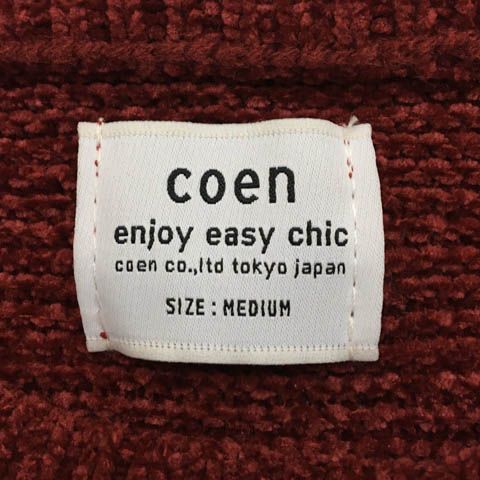 coen
enjoy easy chic
coen co.,ltd tokyo japan
SIZE : MEDIUM